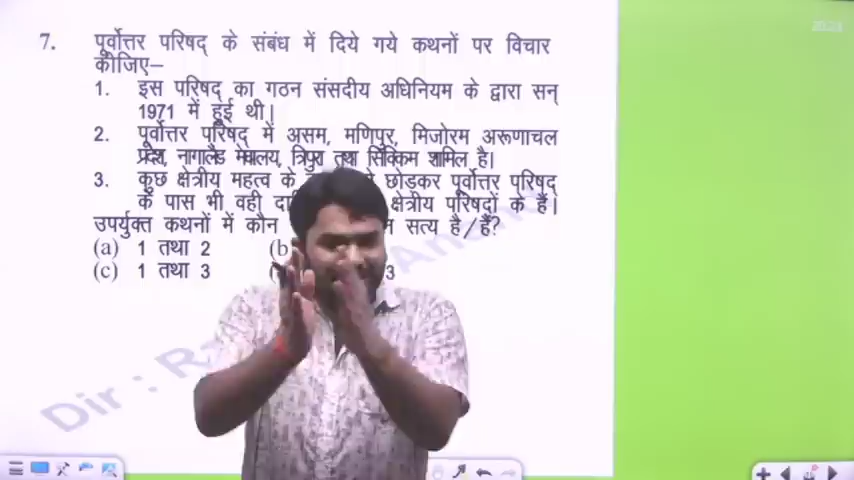 2024
7. पूर्वोत्तर परिषद् के संबंध में दिये गये कथनों पर विचार
कीजिए–
1. इस परिषद् का गठन संसदीय अधिनियम के द्वारा सन्
1971 में हुई थी।
2. पूर्वोत्तर परिषद् में असम, मणिपुर, मिजोरम अरूणाचल
प्रदेश, नागालैंड मेघालय, त्रिपुरा तथा सिक्किम शामिल है।
3. कुछ क्षेत्रीय महत्व के छोड़कर पूर्वोत्तर परिषद्
के पास भी वही क्षेत्रीय परिषदों के हैं।
उपर्युक्त कथनों में कौन सत्य है/हैं?
(a) 1 तथा 2 (b
(c) 1 तथा 3 3
Dir :